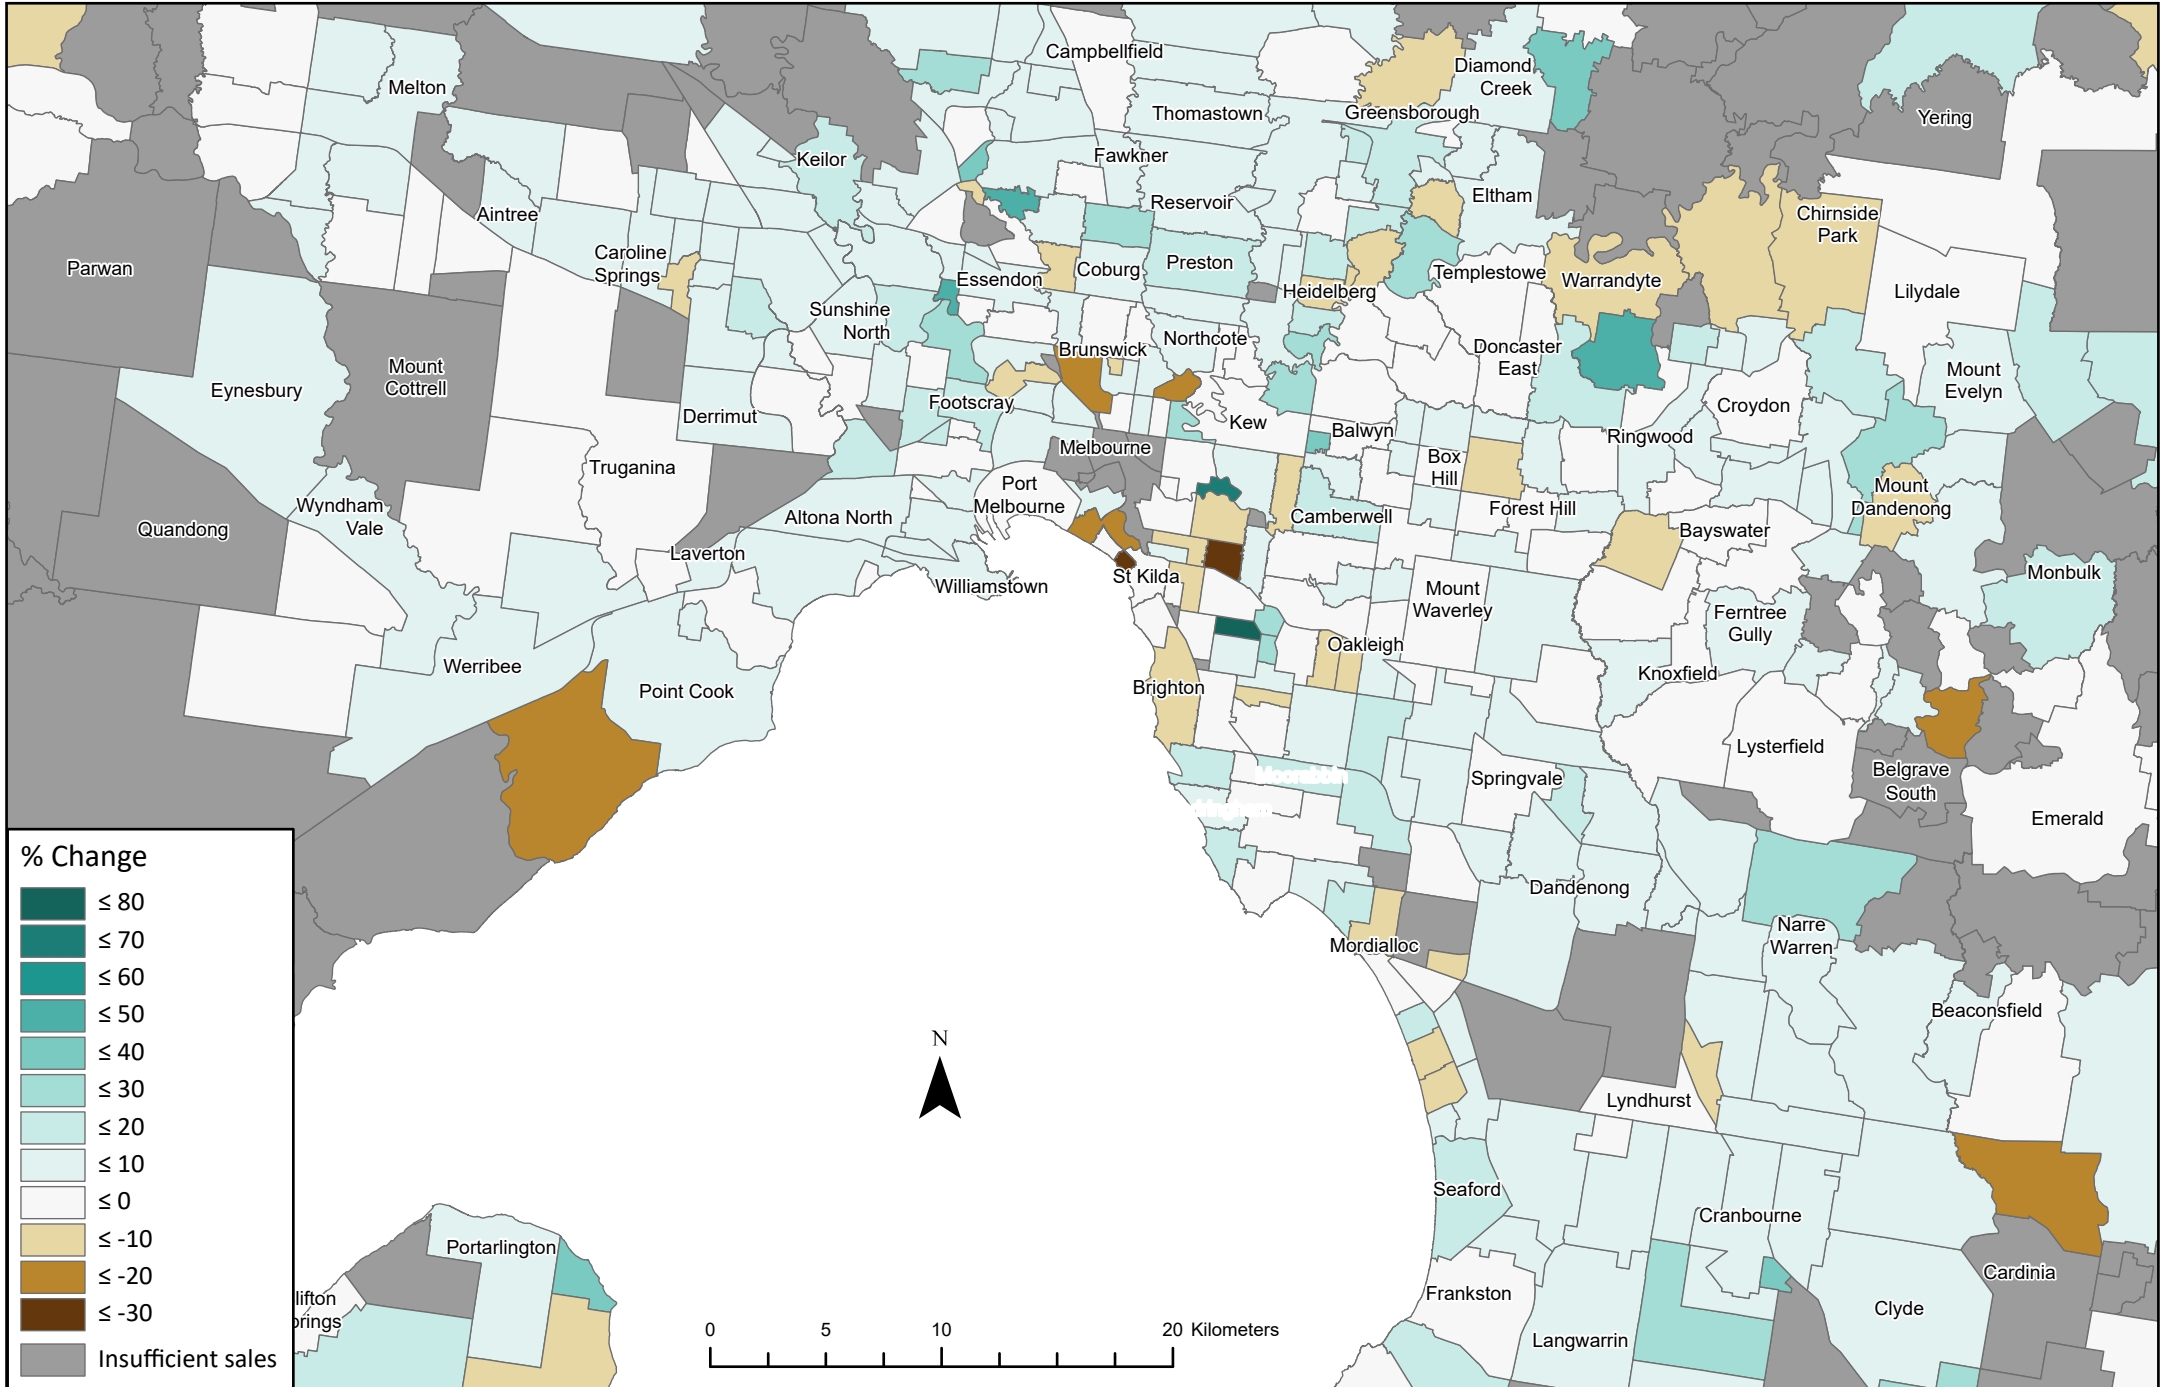 Campbellfield
Diamond
Creek
Melton
Thomastown
Greensborough
Yering
Keilor
Fawkner
Eltham
Reservoir
Aintree
Chirnside
Park
Caroline
Springs
Parwan
Essendon
Coburg
Preston
Templestowe
Warrandyte
Heidelberg
Lilydale
Sunshine
North
Northcote
Brunswick
Doncaster
East
Mount
Cottrell
Eynesbury
Mount
Evelyn
Footscray
Croydon
Derrimut
Kew
Balwyn
Ringwood
Melbourne
Box
Hill
Truganina
Port
Melbourne
Mount
Dandenong
Wyndham
Vale
Altona North
Camberwell
Forest Hill
Quandong
Bayswater
Laverton
St Kilda
Williamstown
Monbulk
Mount
Waverley
Ferntree
Gully
Oakleigh
Werribee
Knoxfield
Point Cook
Brighton
Lysterfield
Moorabbin
Springvale
Belgrave
South
Emerald
Dandenong
Narre
Warren
Mordialloc
Beaconsfield
Lyndhurst
Seaford
Cranbourne
Portarlington
Cardinia
Frankston
Clyde
lifton
prings
Langwarrin
% Change
≤ 80
≤ 70
≤ 60
≤ 50
≤ 40
≤ 30
≤ 20
≤ 10
≤ 0
≤ -10
≤ -20
≤ -30
Insufficient sales
N
0 5 10 20 Kilometers